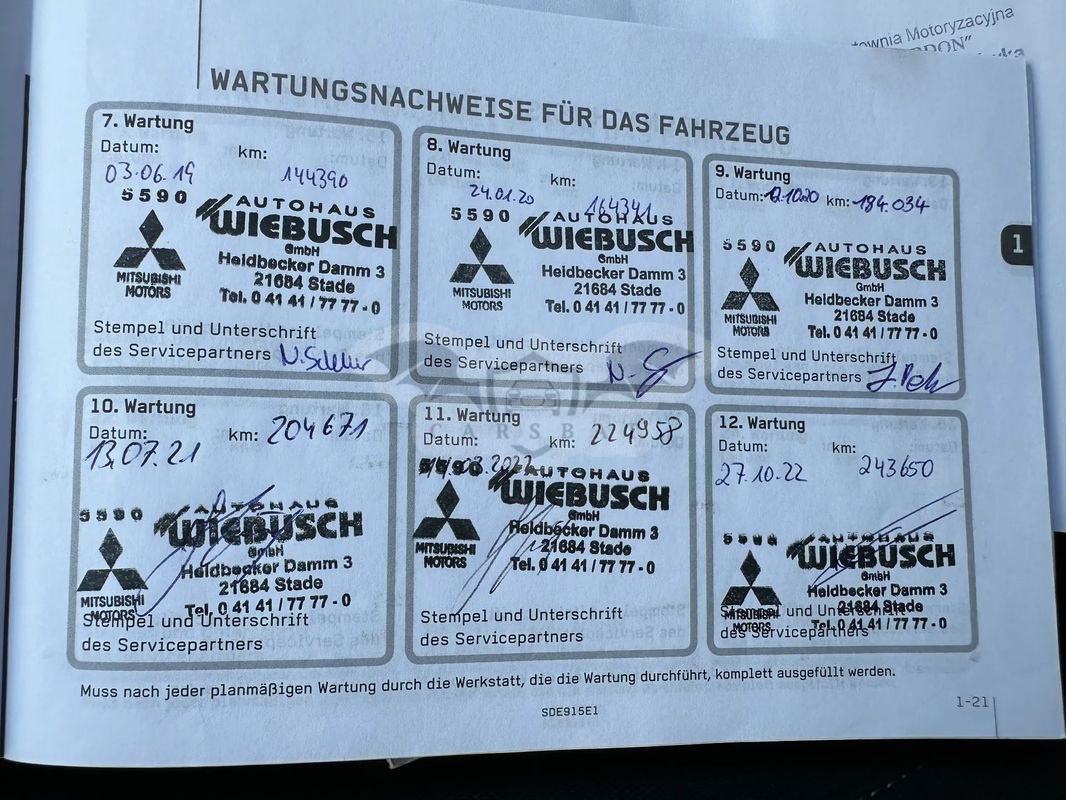 ownia Motoryzacyjna
WARTUNGSNACHWEISE FÜR DAS FAHRZEUG
7. Wartung
Datum: km:
03.06.19 144390
5590 AUTOHAUS
WIEBUSCH
GmbH
Heidbecker Damm 3
21684 Stade
Tel. 0 41 41 / 77 77 - 0
MITSUBISHI
MOTORS
Stempel und Unterschrift
des Servicepartners
8. Wartung
Datum: km:
24.01.20 164341
5590 AUTOHAUS
WIEBUSCH
GmbH
Heidbecker Damm 3
21684 Stade
Tel. 0 41 41 / 77 77 - 0
MITSUBISHI
MOTORS
Stempel und Unterschrift
des Servicepartners
9. Wartung
Datum: km: 184.034
5590 AUTOHAUS
WIEBUSCH
GmbH
Heidbecker Damm 3
21684 Stade
Tel. 0 41 41 / 77 77 - 0
MITSUBISHI
MOTORS
Stempel und Unterschrift
des Servicepartners
10. Wartung
Datum: km: 204671
13.07.21
5590 AUTOHAUS
WIEBUSCH
GmbH
Heidbecker Damm 3
21684 Stade
Tel. 0 41 41 / 77 77 - 0
MITSUBISHI
MOTORS
Stempel und Unterschrift
des Servicepartners
11. Wartung
Datum: km: 224958
5590 AUTOHAUS
WIEBUSCH
GmbH
Heidbecker Damm 3
21684 Stade
Tel. 0 41 41 / 77 77 - 0
MITSUBISHI
MOTORS
Stempel und Unterschrift
des Servicepartners
12. Wartung
Datum: km:
27.10.22 243650
AUTOHAUS
WIEBUSCH
GmbH
Heidbecker Damm 3
21684 Stade
Tel. 0 41 41 / 77 77 - 0
MITSUBISHI
MOTORS
Stempel und Unterschrift
des Servicepartners
Muss nach jeder planmäßigen Wartung durch die Werkstatt, die die Wartung durchführt, komplett ausgefüllt werden.
SDE915E1
1-21
1